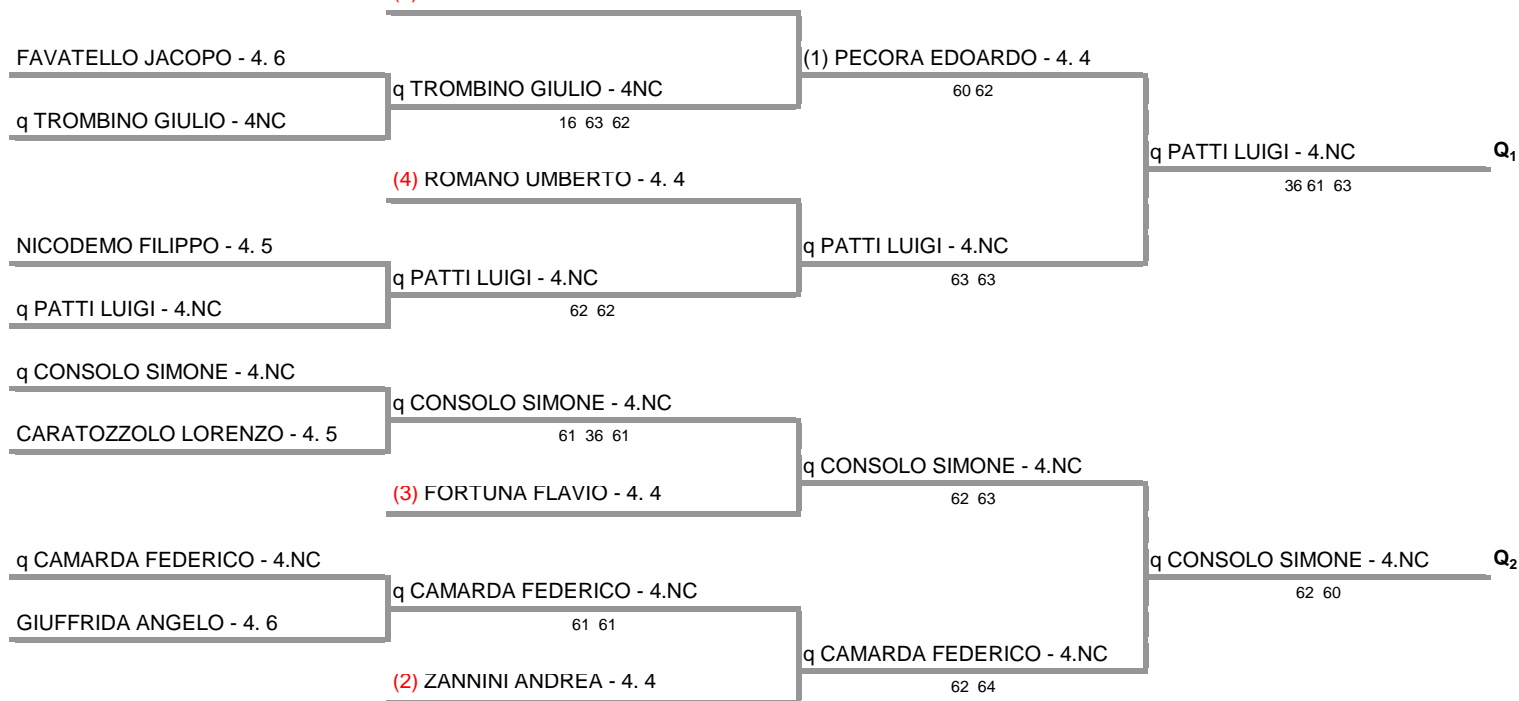 FAVATELLO JACOPO - 4. 6
(1) PECORA EDOARDO - 4. 4
q TROMBINO GIULIO - 4NC
60 62
q TROMBINO GIULIO - 4NC
16 63 62
q PATTI LUIGI - 4.NC
Q1
(4) ROMANO UMBERTO - 4. 4
36 61 63
NICODEMO FILIPPO - 4. 5
q PATTI LUIGI - 4.NC
q PATTI LUIGI - 4.NC
63 63
q PATTI LUIGI - 4.NC
62 62
q CONSOLO SIMONE - 4.NC
q CONSOLO SIMONE - 4.NC
CARATOZZOLO LORENZO - 4. 5
61 36 61
q CONSOLO SIMONE - 4.NC
(3) FORTUNA FLAVIO - 4. 4
62 63
q CAMARDA FEDERICO - 4.NC
q CONSOLO SIMONE - 4.NC
Q2
q CAMARDA FEDERICO - 4.NC
62 60
GIUFFRIDA ANGELO - 4. 6
61 61
q CAMARDA FEDERICO - 4.NC
(2) ZANNINI ANDREA - 4. 4
62 64